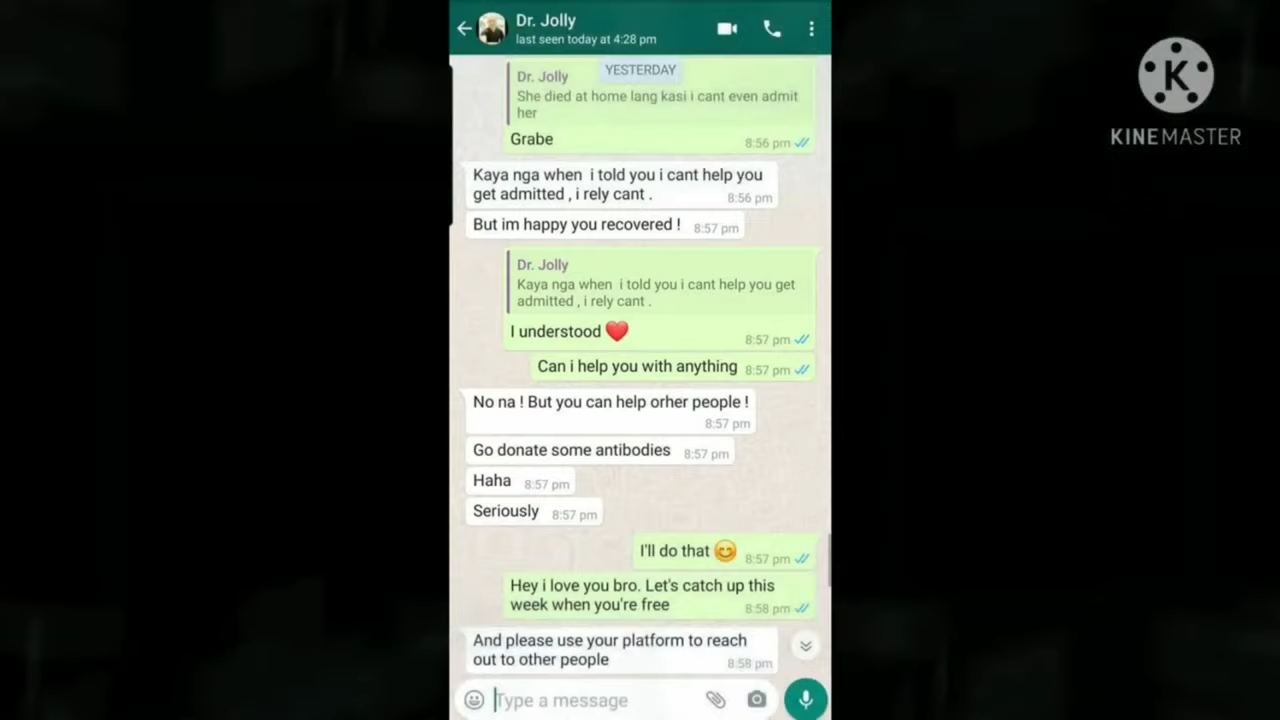 Dr. Jolly
last seen today at 4:28 pm
YESTERDAY
Dr. Jolly
She died at home lang kasi i cant even admit
her
Grabe
8:56 pm
Kaya nga when i told you i cant help you
get admitted , i rely cant .
8:56 pm
But im happy you recovered ! 8:57 pm
Dr. Jolly
Kaya nga when i told you i cant help you get
admitted , i rely cant .
I understood ❤️
8:57 pm
Can i help you with anything 8:57 pm
No na ! But you can help orher people !
8:57 pm
Go donate some antibodies 8:57 pm
Haha 8:57 pm
Seriously 8:57 pm
I'll do that 😊 8:57 pm
Hey i love you bro. Let's catch up this
week when you're free 8:58 pm
And please use your platform to reach
out to other people 8:58 pm
Type a message
K
KINEMASTER